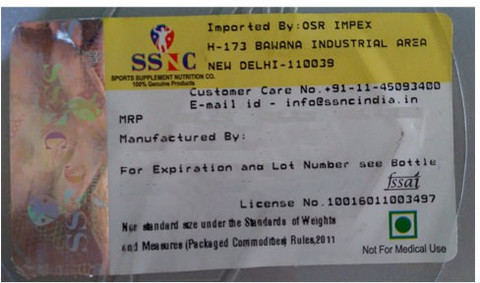 Imported By:OSR IMPEX
H-173 BAWANA INDUSTRIAL AREA
NEW DELHI-110039
SSNC
SPORTS SUPPLEMENT NUTRITION CO.
100% Genuine Products
Customer Care No.+91-11-45093400
E-mail id - info@ssncindia.in
MRP
Manufactured By:
For Expiration and Lot Number see Bottle
fssai
License No.10016011003497
Non standard size under the Standards of Weights
and Measures (Packaged Commodities) Rules,2011
Not For Medical Use
SSNC